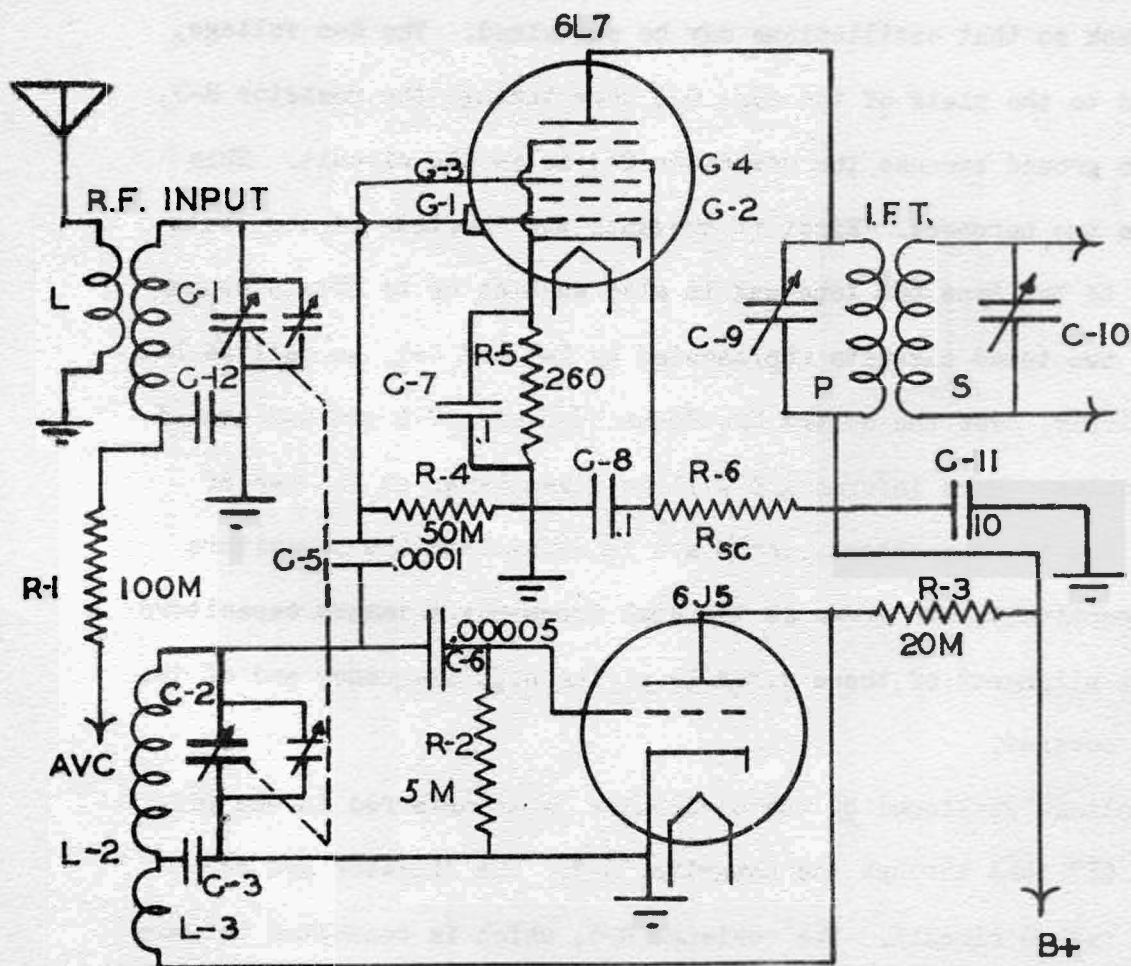 6L7
G-3
G-4
G-1
G-2
R.F. INPUT
I.F.T.
L
C-1
C-9
C-10
R-5
C-12
C-7
260
P
S
.1
R-4
C-8
R-6
C-11
50M
.1
Rsc
10
C-5
.0001
R-1
100M
6J5
R-3
.00005
C-6
20M
C-2
R-2
AVC
5 M
L-2
C-3
L-3
B+